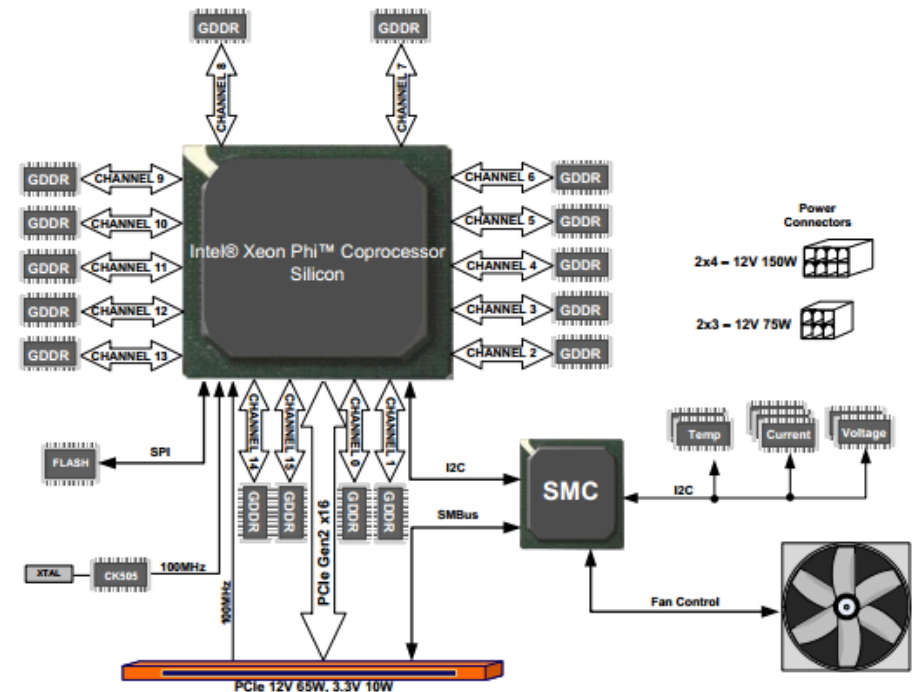 GDDR
GDDR
CHANNEL 8
CHANNEL 7
GDDR
CHANNEL 9
CHANNEL 6
GDDR
GDDR
CHANNEL 10
CHANNEL 5
GDDR
GDDR
CHANNEL 11
CHANNEL 4
GDDR
GDDR
CHANNEL 12
CHANNEL 3
GDDR
GDDR
CHANNEL 13
CHANNEL 2
GDDR
Intel® Xeon Phi™ Coprocessor
Silicon
Power
Connectors
2x4 – 12V 150W
2x3 – 12V 75W
CHANNEL 14
CHANNEL 15
CHANNEL 0
CHANNEL 1
GDDR
GDDR
GDDR
GDDR
PCIe Gen2 x16
FLASH
SPI
I2C
SMBus
SMC
I2C
Temp
Current
Voltage
XTAL
CK505
100MHz
100MHz
Fan Control
PCIe 12V 65W, 3.3V 10W